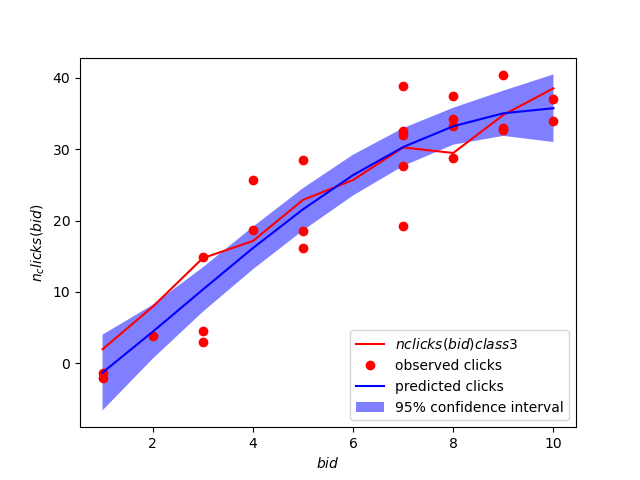 40
30
20
10
0
n_clicks(bid)
nclicks(bid)class3
observed clicks
predicted clicks
95% confidence interval
2 4 6 8 10
bid